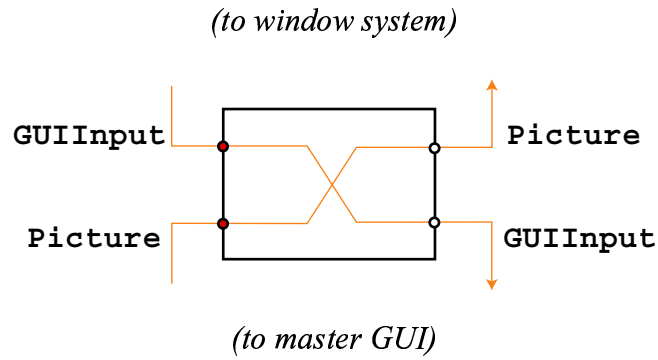 (to window system)
GUIInput
Picture
Picture
GUIInput
(to master GUI)